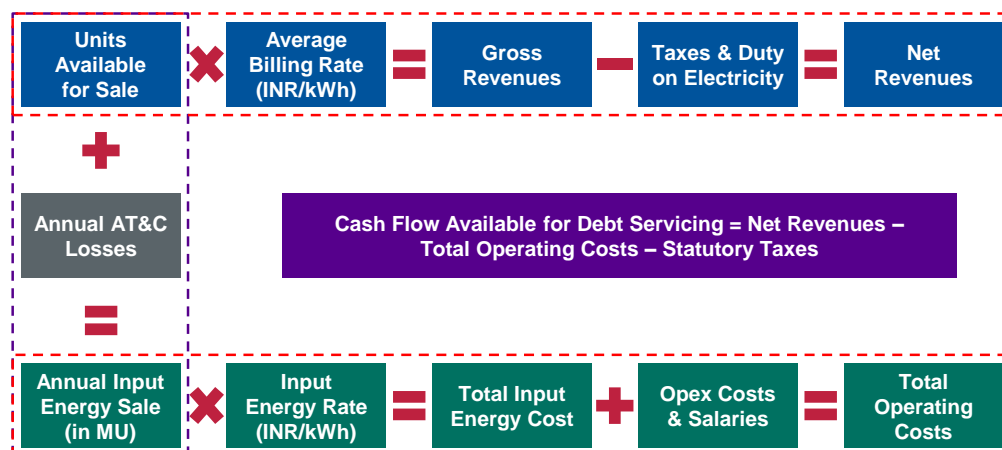 Units
Available
for Sale
Average
Billing Rate
(INR/kWh)
Gross
Revenues
Taxes & Duty
on Electricity
Net
Revenues
Annual AT&C
Losses
Cash Flow Available for Debt Servicing = Net Revenues –
Total Operating Costs – Statutory Taxes
Annual Input
Energy Sale
(in MU)
Input
Energy Rate
(INR/kWh)
Total Input
Energy Cost
Opex Costs
& Salaries
Total
Operating
Costs